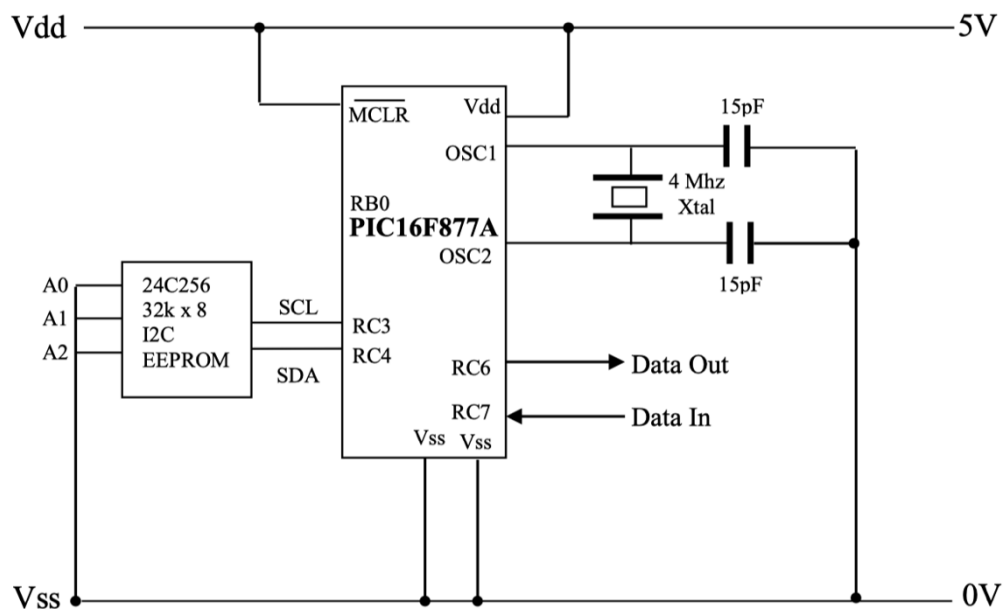 Vdd
5V
MCLR
Vdd
15pF
OSC1
4 Mhz
Xtal
RB0
PIC16F877A
OSC2
15pF
A0
A1
A2
24C256
32k x 8
I2C
EEPROM
SCL
SDA
RC3
RC4
RC6
Data Out
RC7
Data In
Vss
Vss
Vss
0V